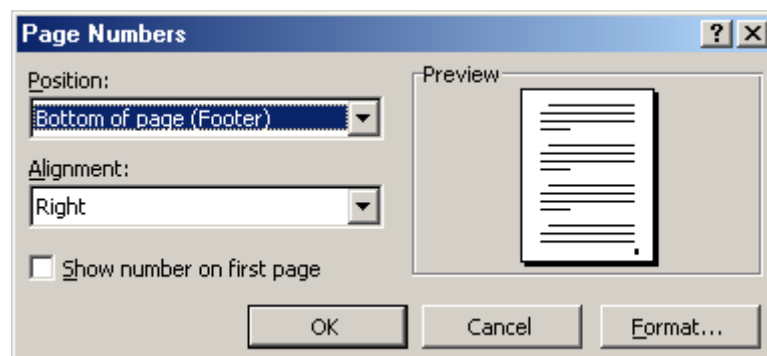 Page Numbers
Position:
Bottom of page (Footer)
Alignment:
Right
Show number on first page
Preview
OK Cancel Format...